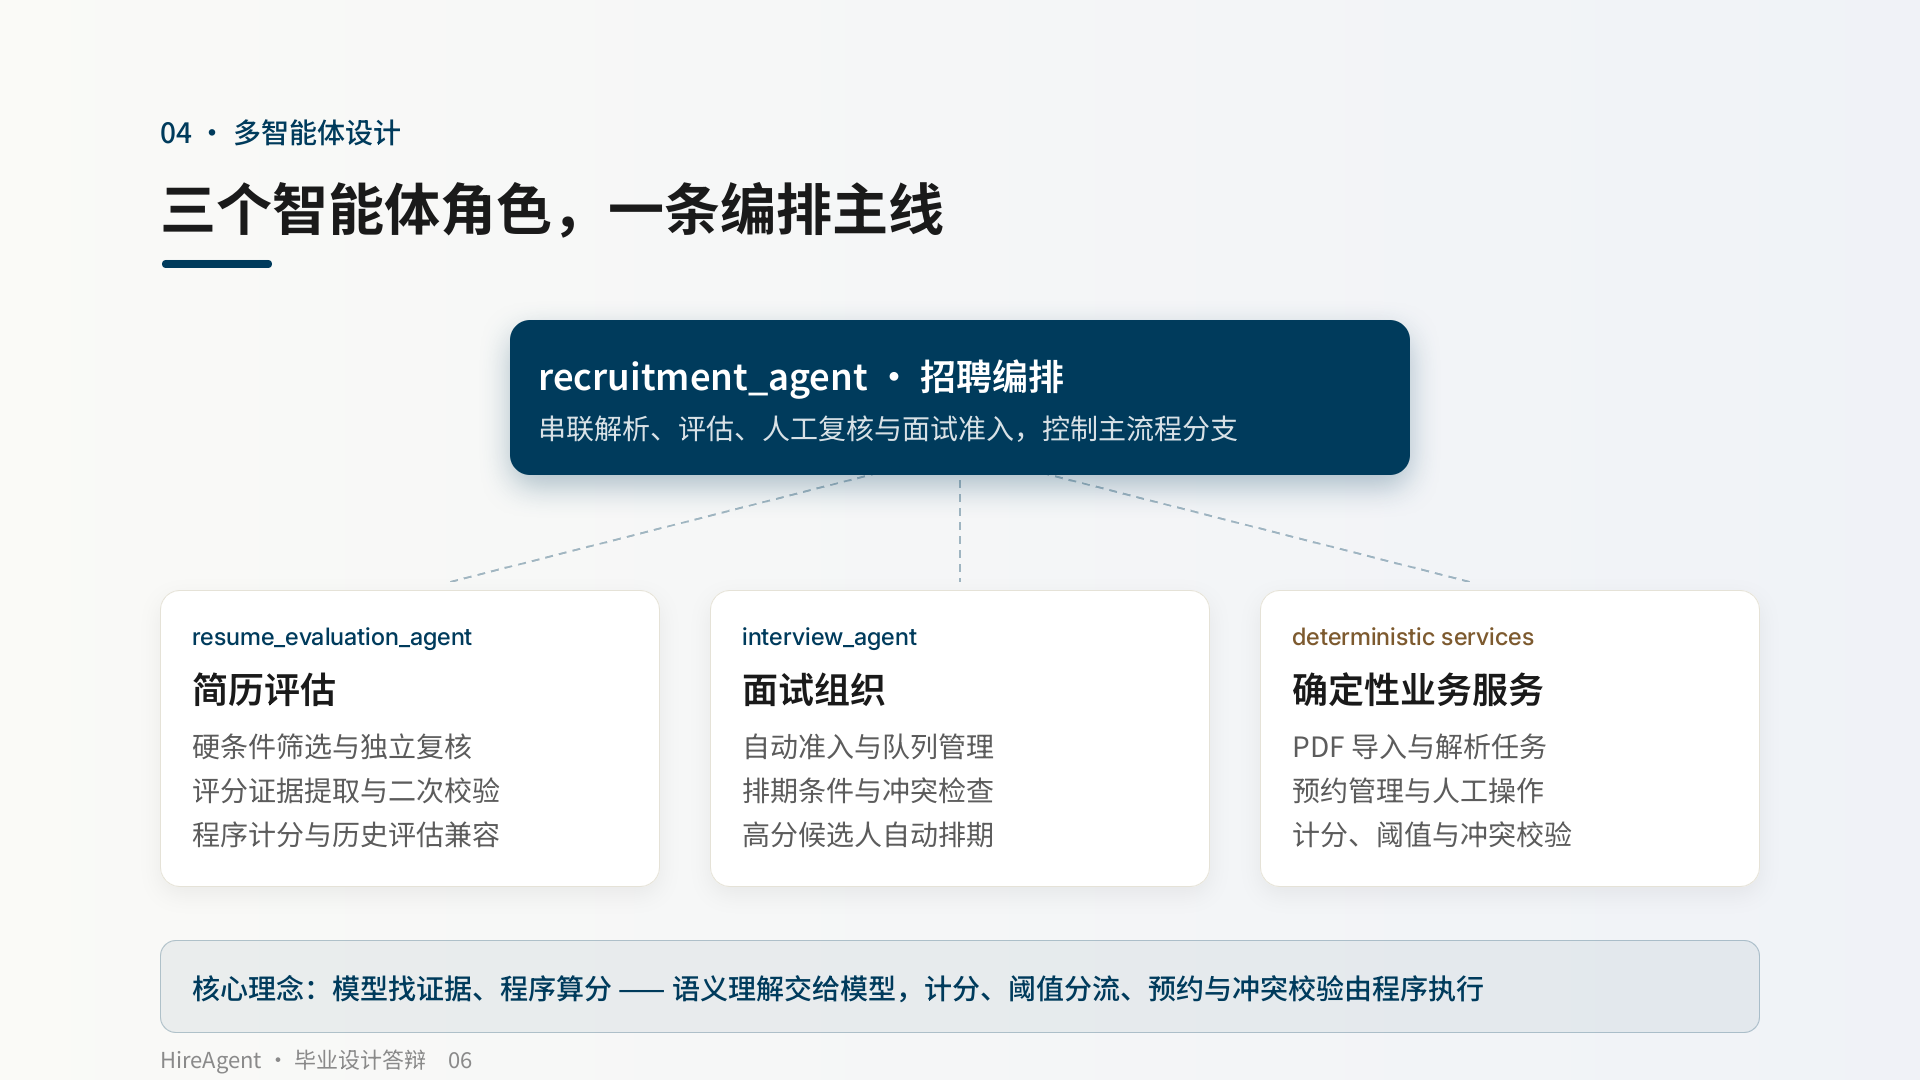 04 · 多智能体设计
三个智能体角色，一条编排主线
recruitment_agent · 招聘编排
串联解析、评估、人工复核与面试准入，控制主流程分支
resume_evaluation_agent
简历评估
硬条件筛选与独立复核
评分证据提取与二次校验
程序计分与历史评估兼容
interview_agent
面试组织
自动准入与队列管理
排期条件与冲突检查
高分候选人自动排期
deterministic services
确定性业务服务
PDF 导入与解析任务
预约管理与人工操作
计分、阈值与冲突校验
核心理念：模型找证据、程序算分 —— 语义理解交给模型，计分、阈值分流、预约与冲突校验由程序执行
HireAgent · 毕业设计答辩 06